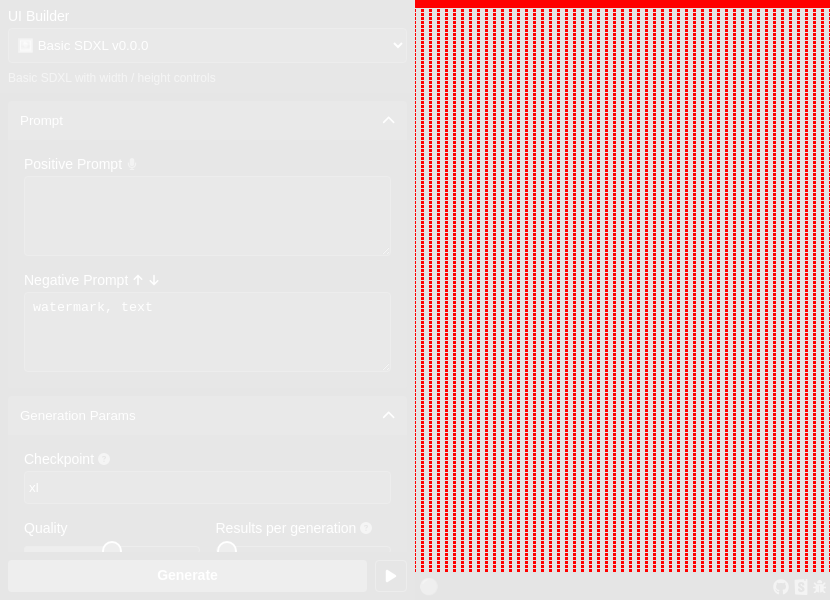 UI Builder
Basic SDXL v0.0.0
Basic SDXL with width / height controls
Prompt
Positive Prompt
Negative Prompt
watermark, text
Generation Params
Checkpoint
xl
Quality
Results per generation
Generate